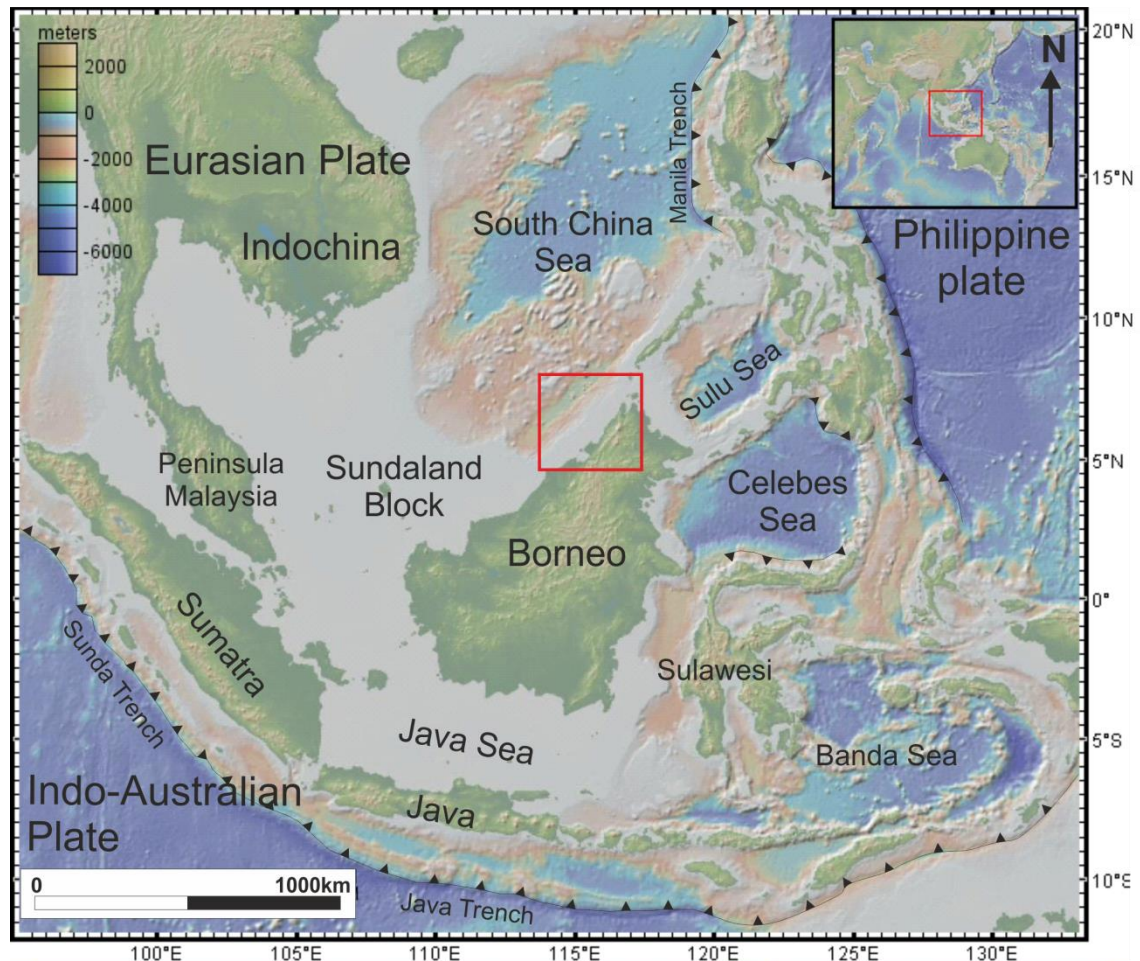 meters
2000
0
-2000
-4000
-6000
N
20°N
15°N
10°N
5°N
0°
5°S
10°S
Eurasian Plate
Indochina
South China
Sea
Manila Trench
Philippine
plate
Sulu Sea
Peninsula
Malaysia
Sundaland
Block
Celebes
Sea
Borneo
Sumatra
Sunda Trench
Sulawesi
Java Sea
Banda Sea
Indo-Australian
Plate
Java
Java Trench
0 1000km
100°E 105°E 110°E 115°E 120°E 125°E 130°E